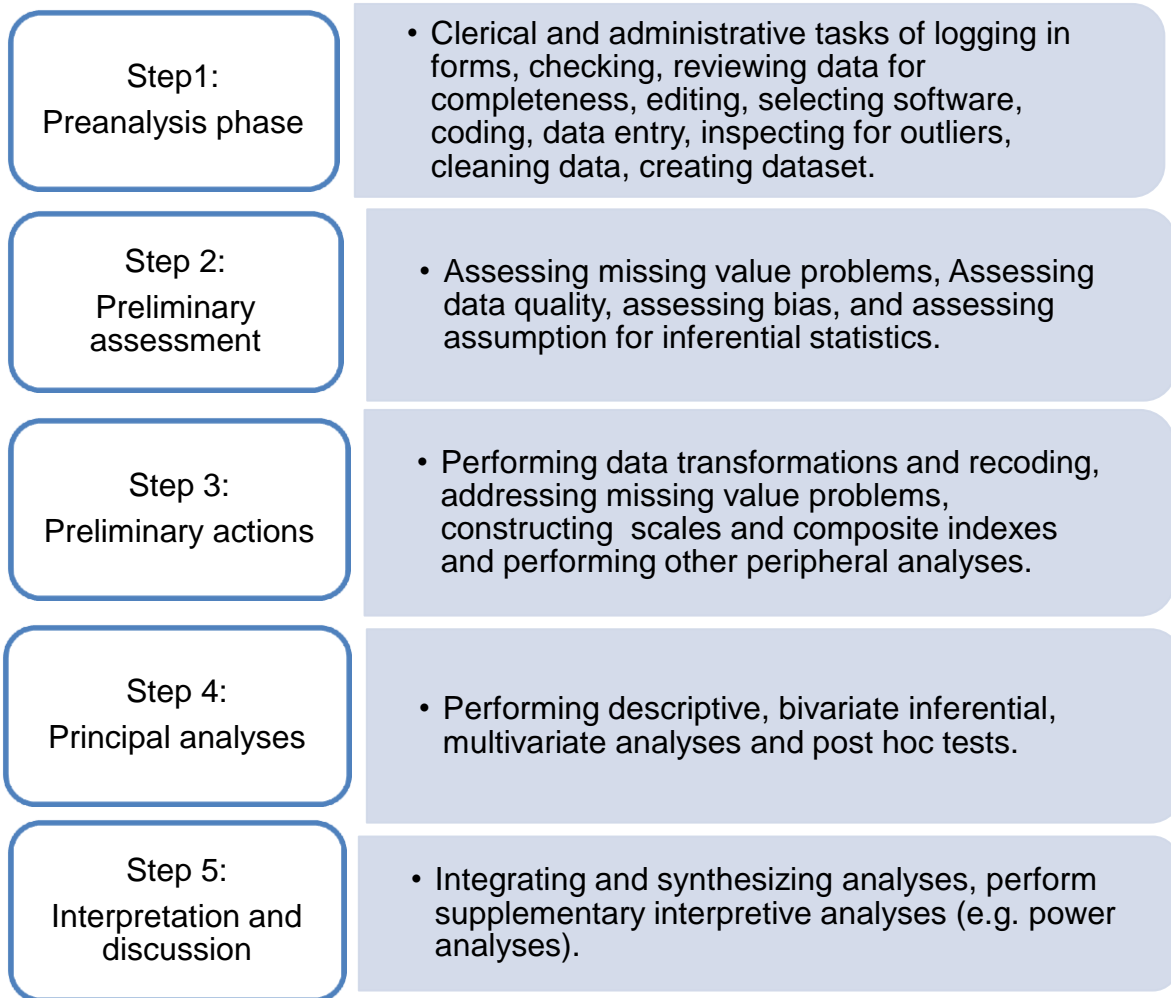 Step1:
Preanalysis phase
• Clerical and administrative tasks of logging in
forms, checking, reviewing data for
completeness, editing, selecting software,
coding, data entry, inspecting for outliers,
cleaning data, creating dataset.
Step 2:
Preliminary
assessment
• Assessing missing value problems, Assessing
data quality, assessing bias, and assessing
assumption for inferential statistics.
Step 3:
Preliminary actions
• Performing data transformations and recoding,
addressing missing value problems,
constructing  scales and composite indexes
and performing other peripheral analyses.
Step 4:
Principal analyses
• Performing descriptive, bivariate inferential,
multivariate analyses and post hoc tests.
Step 5:
Interpretation and
discussion
• Integrating and synthesizing analyses, perform
supplementary interpretive analyses (e.g. power
analyses).